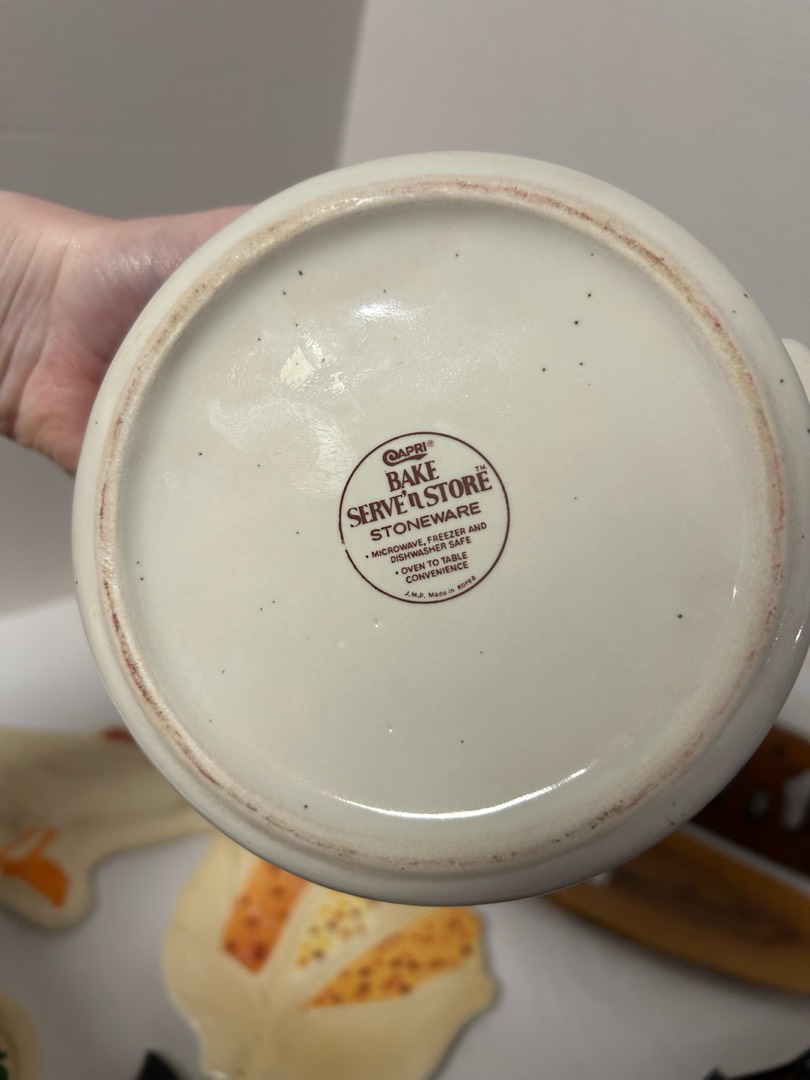 CAPRI®
BAKE
SERVE'n STORE™
STONEWARE
• MICROWAVE, FREEZER AND
DISHWASHER SAFE
• OVEN TO TABLE
CONVENIENCE
J.M.P. Made in Korea